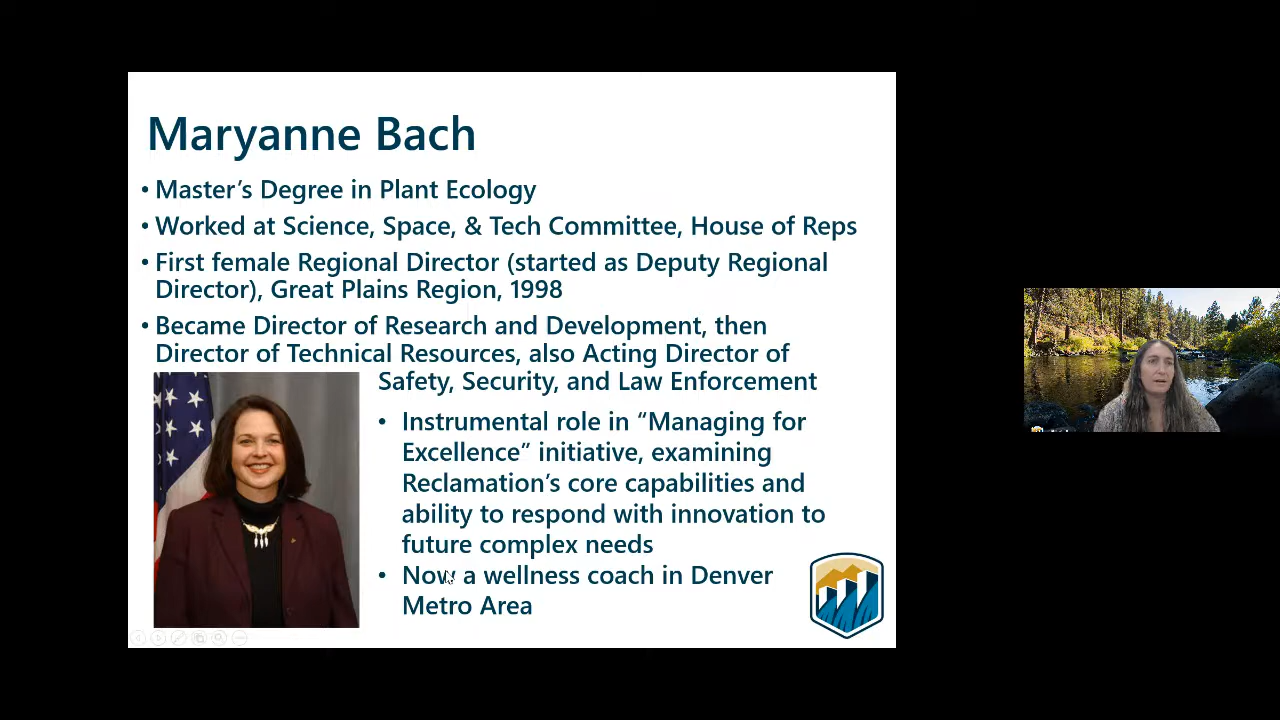 Maryanne Bach
• Master’s Degree in Plant Ecology
• Worked at Science, Space, & Tech Committee, House of Reps
• First female Regional Director (started as Deputy Regional
Director), Great Plains Region, 1998
• Became Director of Research and Development, then
Director of Technical Resources, also Acting Director of
Safety, Security, and Law Enforcement
• Instrumental role in “Managing for
Excellence” initiative, examining
Reclamation’s core capabilities and
ability to respond with innovation to
future complex needs
• Now a wellness coach in Denver
Metro Area